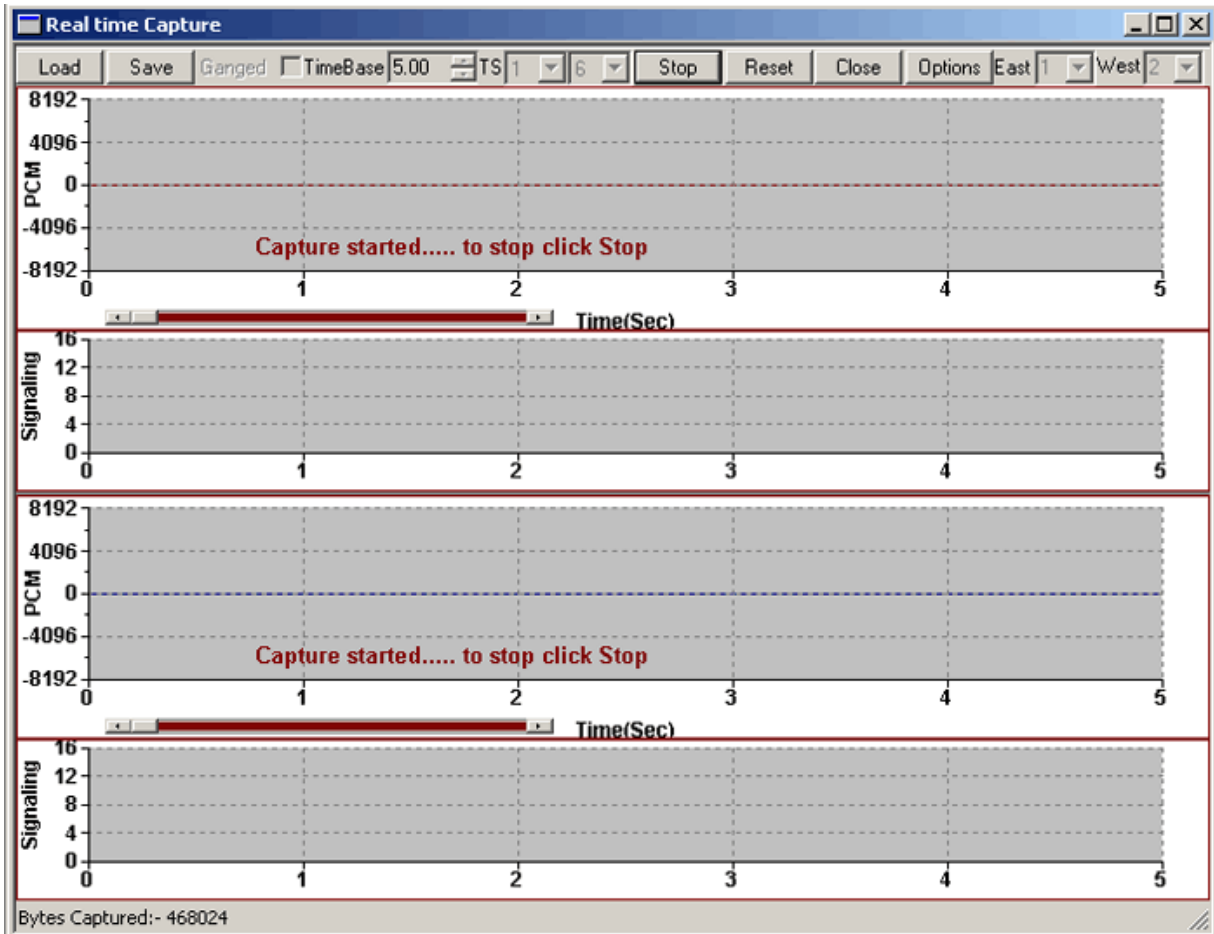 Real time Capture
Load Save Ganged TimeBase 5.00 TS 1 6 Stop Reset Close Options East 1 West 2
8192
4096
0
-4096
-8192
PCM
Capture started..... to stop click Stop
0 1 2 3 4 5
Time(Sec)
16
12
8
4
0
Signaling
0 1 2 3 4 5
8192
4096
0
-4096
-8192
PCM
Capture started..... to stop click Stop
0 1 2 3 4 5
Time(Sec)
16
12
8
4
0
Signaling
0 1 2 3 4 5
Bytes Captured:- 468024